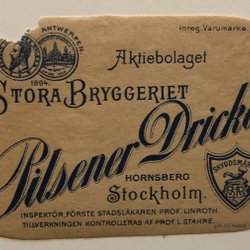 Inreg. Varumärke.
ANTWERPEN
1894.
Aktiebolaget
STORA BRYGGERIET
Pilsener Dricka
HORNSBERG
Stockholm.
SKYDDSMÄRKE
INSPEKTÖR, FÖRSTE STADSLÄKAREN PROF. LINROTH.
TILLVERKNINGEN KONTROLLERAS AF PROF. L. STAHRE.